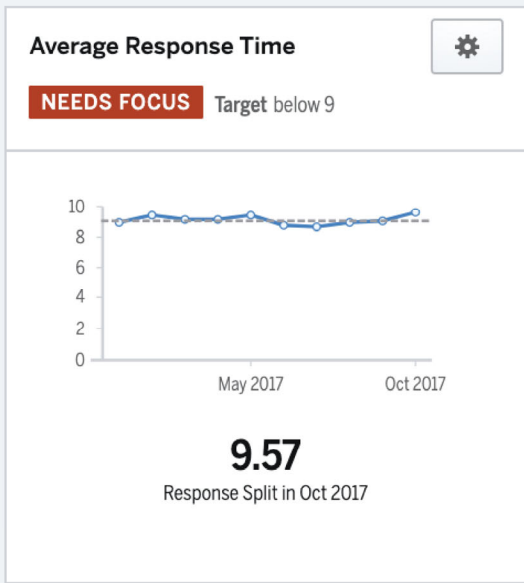 Average Response Time
NEEDS FOCUS Target below 9
10
8
6
4
2
0
May 2017 Oct 2017
9.57
Response Split in Oct 2017